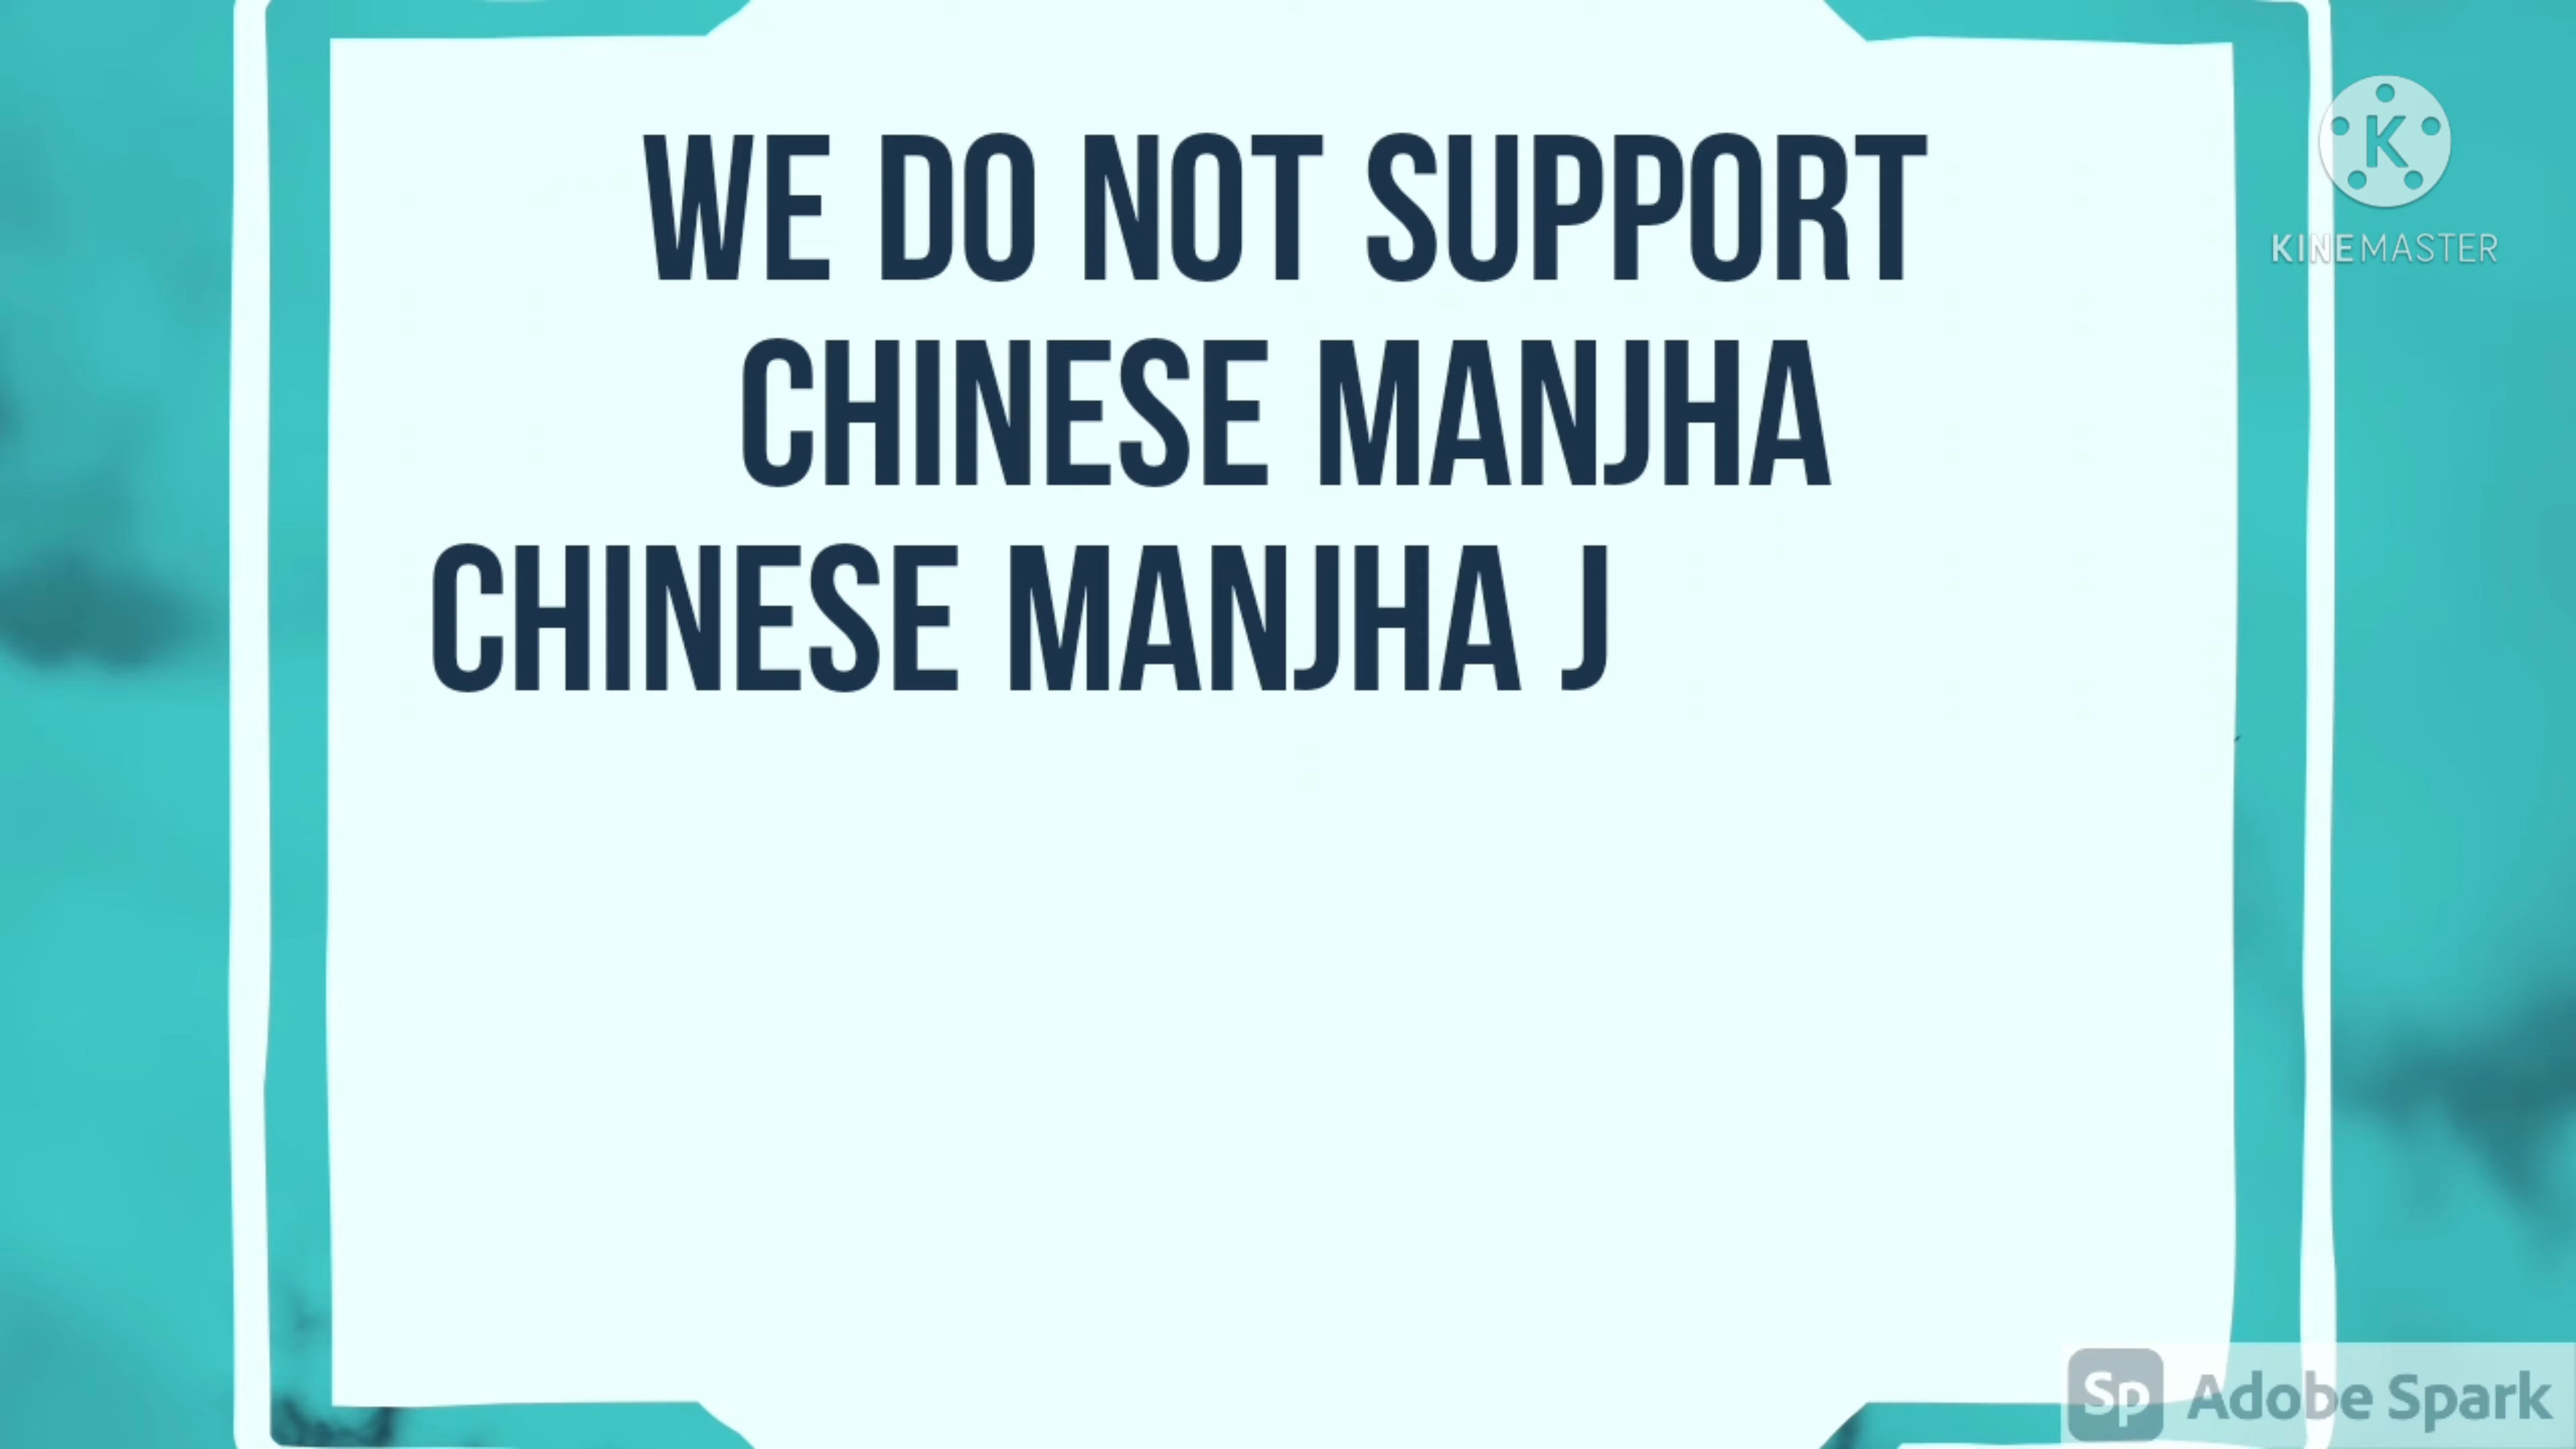 WE DO NOT SUPPORT
CHINESE MANJHA
CHINESE MANJHA J
K
KINEMASTER
Sp Adobe Spark